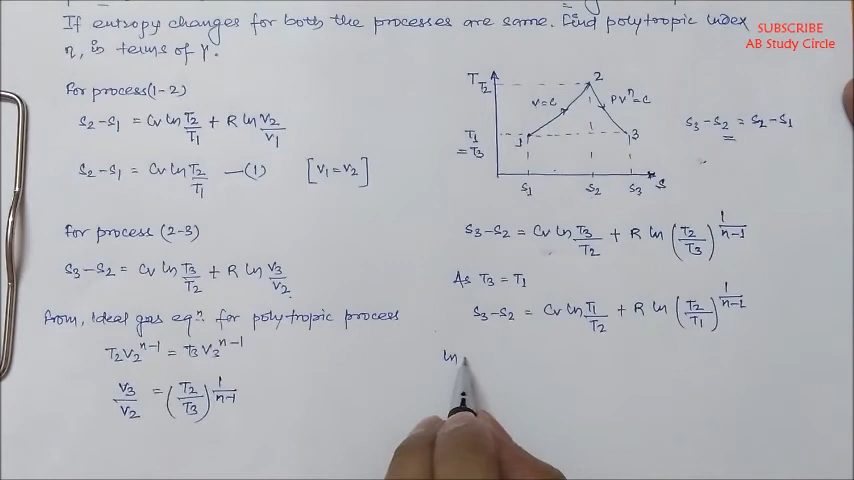 If entropy changes for both the processes are same. Find polytropic index
n, in terms of γ.
SUBSCRIBE
AB Study Circle
For process (1-2)
S2-S1 = Cv ln T2/T1 + R ln V2/V1
S2-S1 = Cv ln T2/T1 —(1) [V1=V2]
For process (2-3)
S3-S2 = Cv ln T3/T2 + R ln V3/V2
From, ideal gas eqn. for polytropic process
T2V2^n-1 = T3V3^n-1
V3/V2 = (T2/T3)^1/n-1
T
T2
2
V=C
PV^n=C
T1
=T3
1
3
S1
S2
S3
S
S3-S2 = S2-S1
S3-S2 = Cv ln T3/T2 + R ln (T2/T3)^1/n-1
As T3 = T1
S3-S2 = Cv ln T1/T2 + R ln (T2/T1)^1/n-1
ln